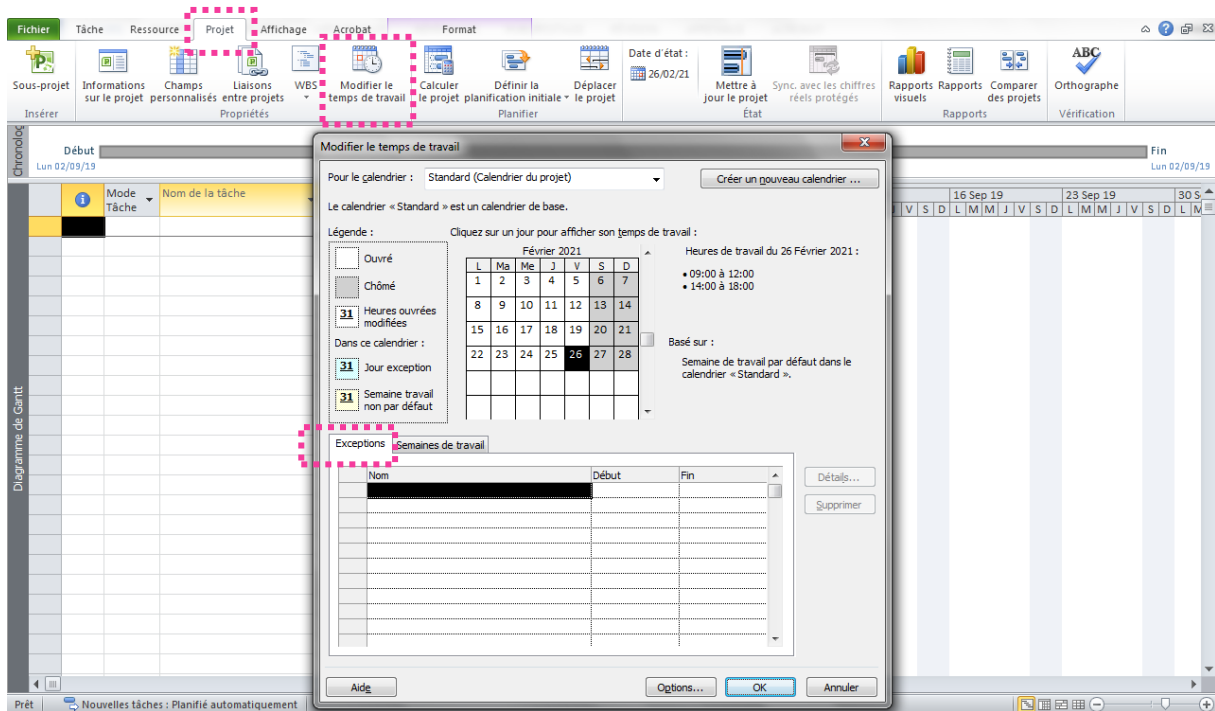 Fichier Tâche Ressource Projet Affichage Acrobat Format
Sous-projet
Insérer
Informations sur le projet
Champs personnalisés
Liaisons entre projets
WBS
Propriétés
Modifier le temps de travail
Calculer le projet
Définir la planification initiale
Déplacer le projet
Planifier
Date d'état :
26/02/21
Mettre à jour le projet
Sync. avec les chiffres réels protégés
État
Rapports visuels
Rapports
Comparer des projets
Rapports
ABC
Orthographe
Vérification
Début
Lun 02/09/19
Fin
Lun 02/09/19
Mode Tâche
Nom de la tâche
16 Sep 19 23 Sep 19
V S D L M M J V S D L M M J V S D L
Diagramme de Gantt
Modifier le temps de travail
Pour le calendrier : Standard (Calendrier du projet)
Créer un nouveau calendrier ...
Le calendrier « Standard » est un calendrier de base.
Légende :
Ouvré
Chômé
31 Heures ouvrées modifiées
Dans ce calendrier :
31 Jour exception
31 Semaine travail non par défaut
Cliquez sur un jour pour afficher son temps de travail :
Février 2021
L Ma Me J V S D
1 2 3 4 5 6 7
8 9 10 11 12 13 14
15 16 17 18 19 20 21
22 23 24 25 26 27 28
Heures de travail du 26 Février 2021 :
• 09:00 à 12:00
• 14:00 à 18:00
Basé sur :
Semaine de travail par défaut dans le
calendrier « Standard ».
Exceptions Semaines de travail
Nom Début Fin
Détails...
Supprimer
Aide Options... OK Annuler
Prêt Nouvelles tâches : Planifié automatiquement